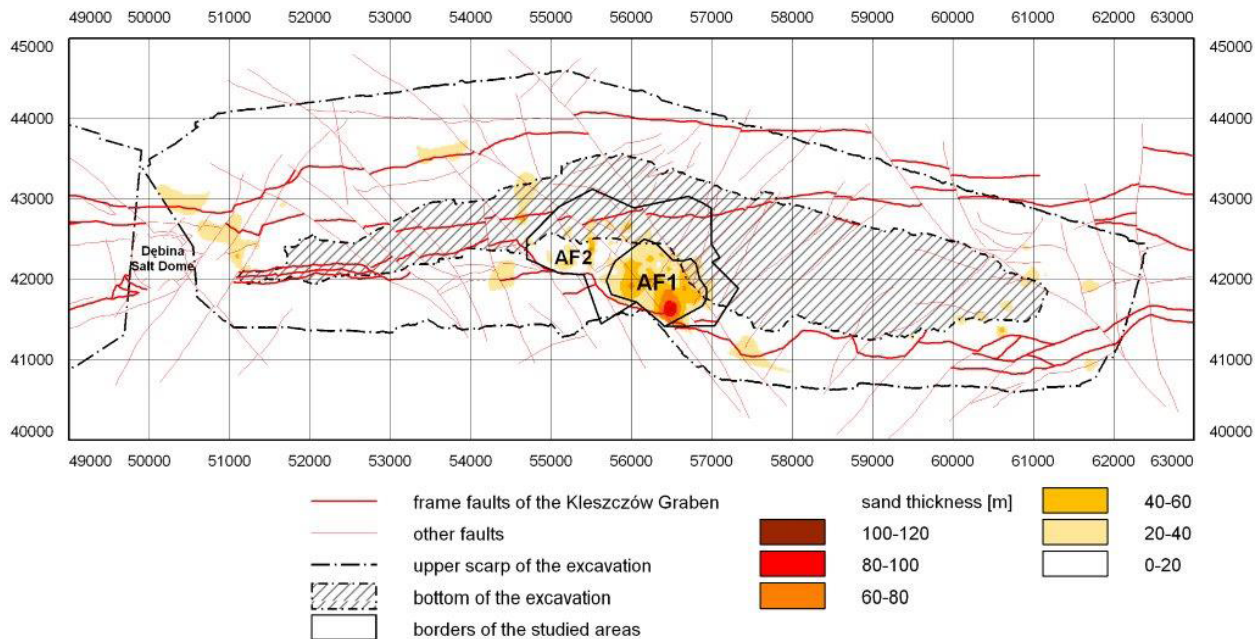 49000 50000 51000 52000 53000 54000 55000 56000 57000 58000 59000 60000 61000 62000 63000
45000 45000
44000 44000
43000 43000
Dębina
Salt Dome
AF2
AF1
42000 42000
41000 41000
40000 40000
49000 50000 51000 52000 53000 54000 55000 56000 57000 58000 59000 60000 61000 62000 63000
frame faults of the Kleszczów Graben
other faults
upper scarp of the excavation
bottom of the excavation
borders of the studied areas
sand thickness [m]
100-120
80-100
60-80
40-60
20-40
0-20